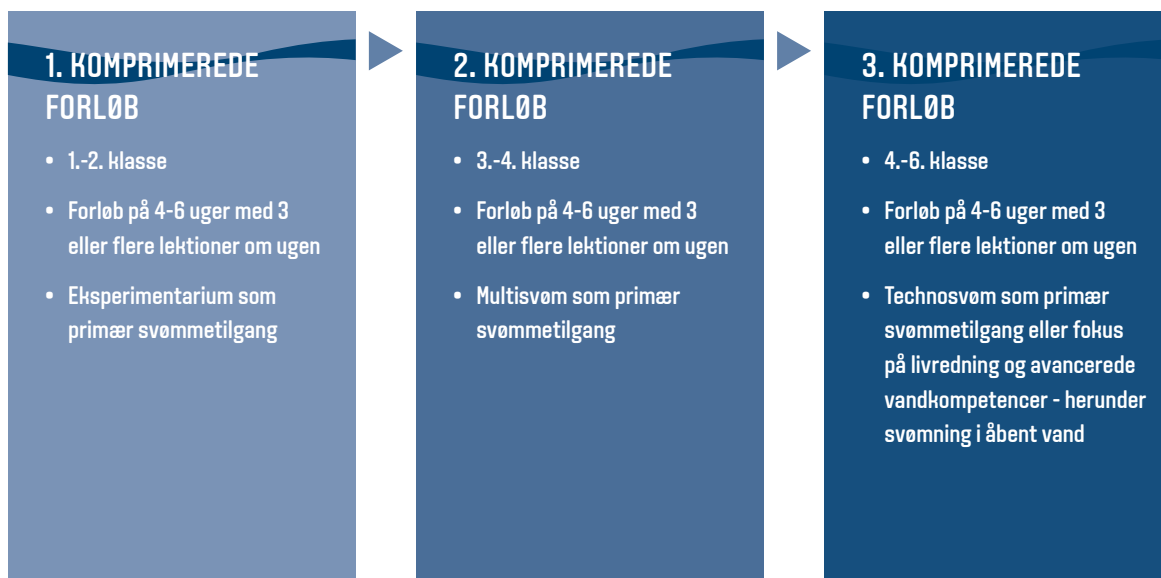 1. KOMPRIMEREDE
FORLØB
• 1.-2. klasse
• Forløb på 4-6 uger med 3
eller flere lektioner om ugen
• Eksperimentarium som
primær svømmetilgang
2. KOMPRIMEREDE
FORLØB
• 3.-4. klasse
• Forløb på 4-6 uger med 3
eller flere lektioner om ugen
• Multisvøm som primær
svømmetilgang
3. KOMPRIMEREDE
FORLØB
• 4.-6. klasse
• Forløb på 4-6 uger med 3
eller flere lektioner om ugen
• Technosvøm som primær
svømmetilgang eller fokus
på livredning og avancerede
vandkompetencer - herunder
svømning i åbent vand